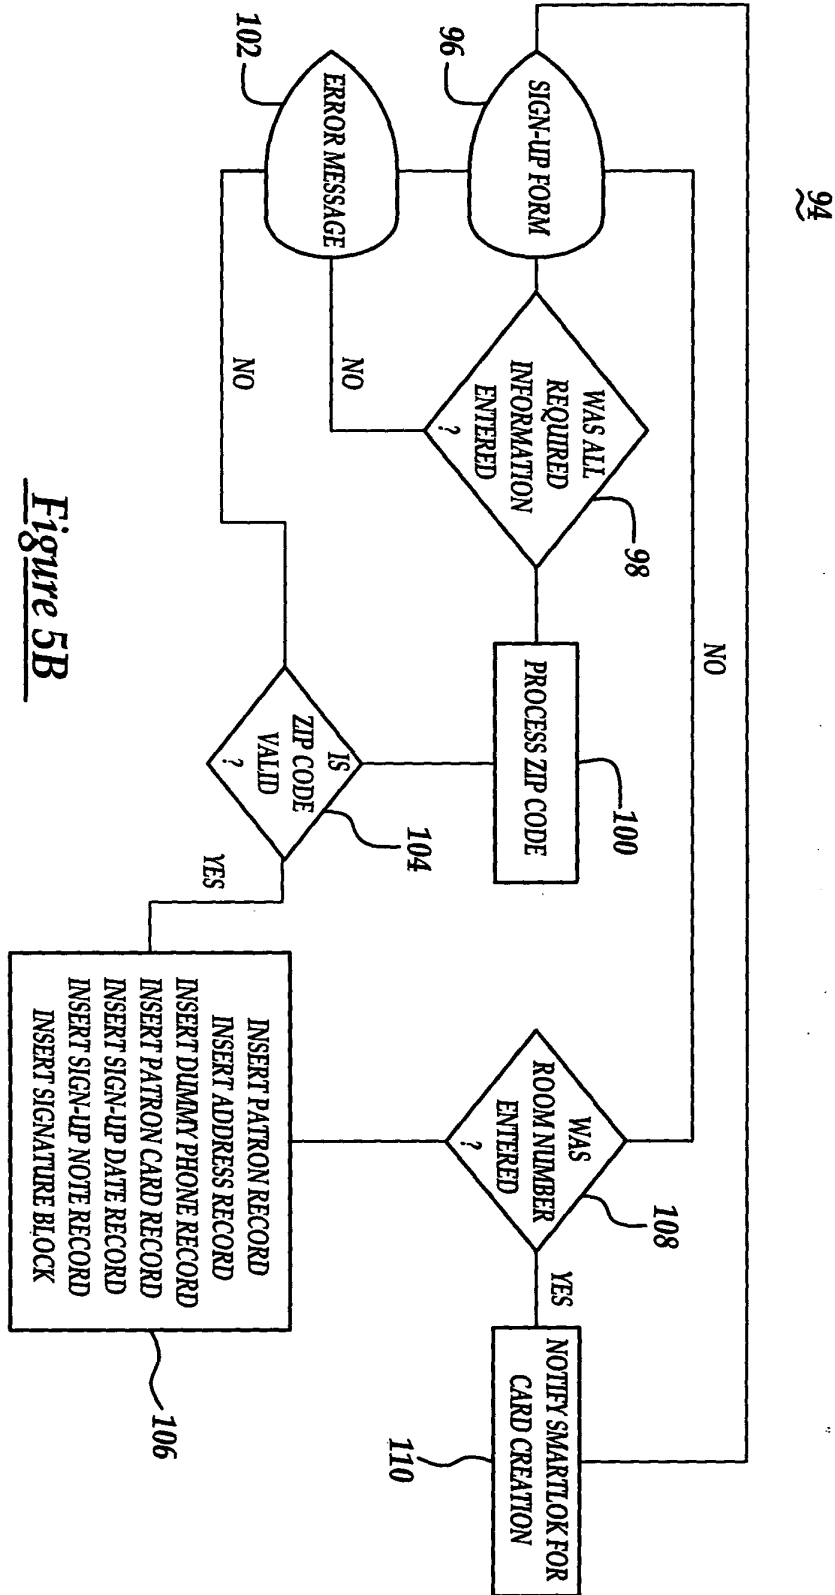 94
NO
96
SIGN-UP FORM
WAS ALL
REQUIRED
INFORMATION
ENTERED
?
98
PROCESS ZIP CODE
100
WAS
ROOM NUMBER
ENTERED
?
108
YES
NOTIFY SMARTLOK FOR
CARD CREATION
110
102
ERROR MESSAGE
NO
NO
IS
ZIP CODE
VALID
?
104
YES
INSERT PATRON RECORD
INSERT ADDRESS RECORD
INSERT DUMMY PHONE RECORD
INSERT PATRON CARD RECORD
INSERT SIGN-UP DATE RECORD
INSERT SIGN-UP NOTE RECORD
INSERT SIGNATURE BLOCK
106
Figure 5B